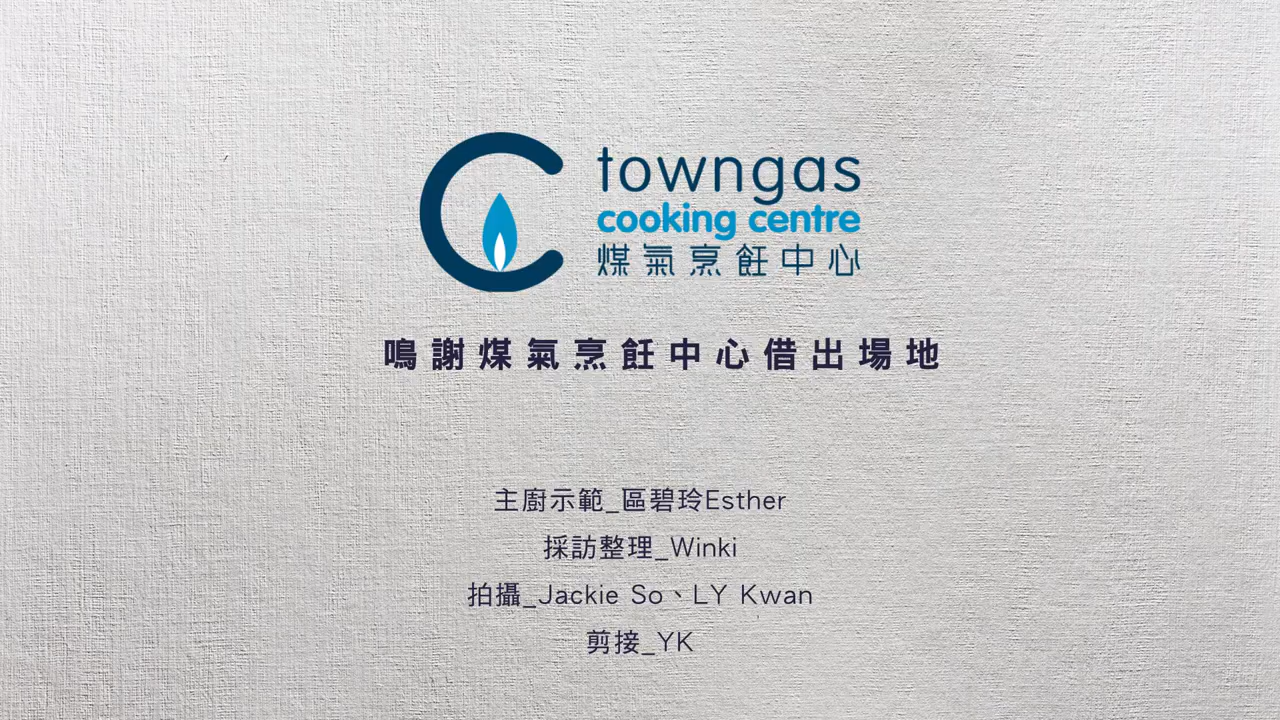 towngas
cooking centre
煤氣烹飪中心
鳴謝煤氣烹飪中心借出場地
主廚示範_區碧玲Esther
採訪整理_Winki
拍攝_Jackie So、LY Kwan
剪接_YK